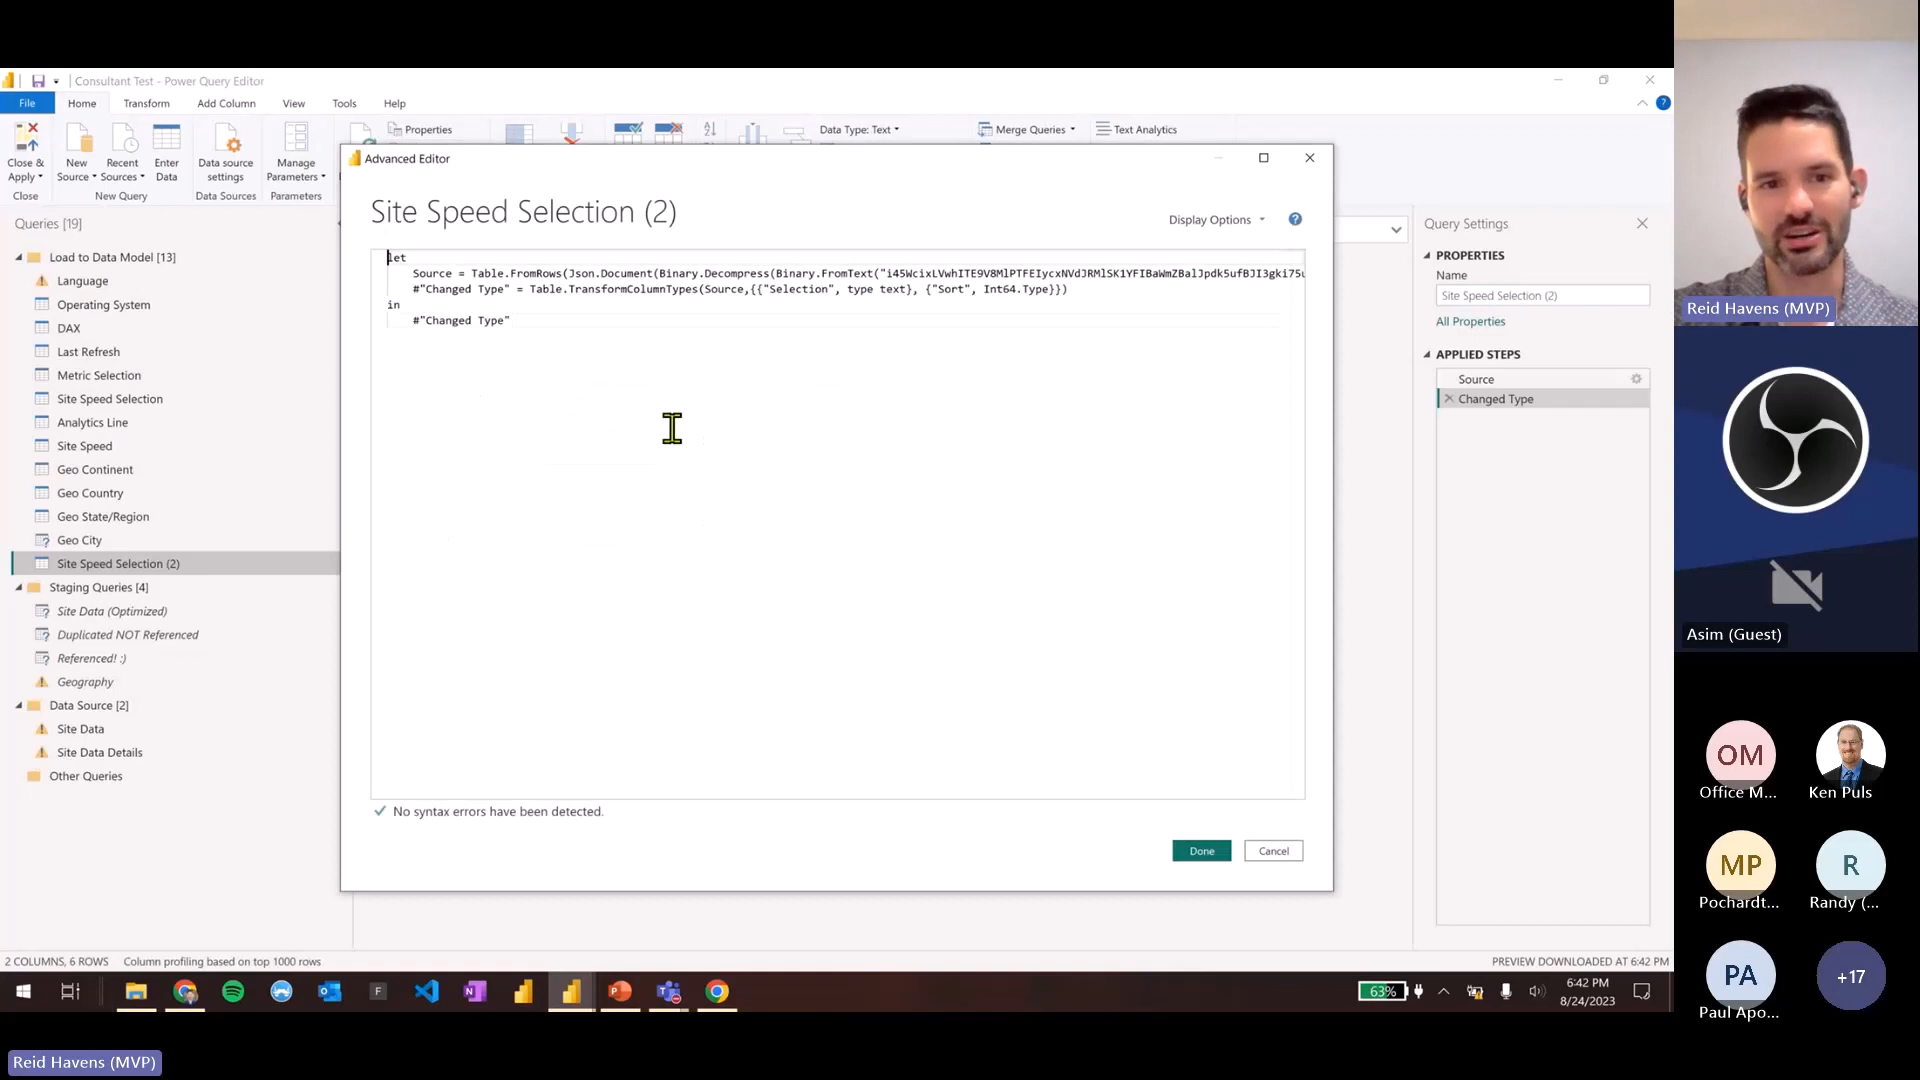 Consultant Test - Power Query Editor
File
Home
Transform
Add Column
View
Tools
Help
Close & Apply
New Source
Recent Sources
Enter Data
Data source settings
Manage Parameters
Properties
Data Type: Text
Merge Queries
Text Analytics
Close
New Query
Data Sources
Parameters
Queries [19]
Load to Data Model [13]
Language
Operating System
DAX
Last Refresh
Metric Selection
Site Speed Selection
Analytics Line
Site Speed
Geo Continent
Geo Country
Geo State/Region
Geo City
Site Speed Selection (2)
Staging Queries [4]
Site Data (Optimized)
Duplicated NOT Referenced
Referenced! :)
Geography
Data Source [2]
Site Data
Site Data Details
Other Queries
Advanced Editor
Site Speed Selection (2)
Display Options
let
Source = Table.FromRows(Json.Document(Binary.Decompress(Binary.FromText(
#"Changed Type" = Table.TransformColumnTypes(Source,{{"Selection", type text}, {"Sort", Int64.Type}})
in
#"Changed Type"
No syntax errors have been detected.
Done
Cancel
Query Settings
PROPERTIES
Name
Site Speed Selection (2)
All Properties
APPLIED STEPS
Source
Changed Type
2 COLUMNS, 6 ROWS
Column profiling based on top 1000 rows
PREVIEW DOWNLOADED AT 6:42 PM
63%
6:42 PM
8/24/2023
Reid Havens (MVP)
Asim (Guest)
OM
Office M...
Ken Puls
MP
Pochardt...
R
Randy (...
PA
Paul Apo...
+17
Reid Havens (MVP)